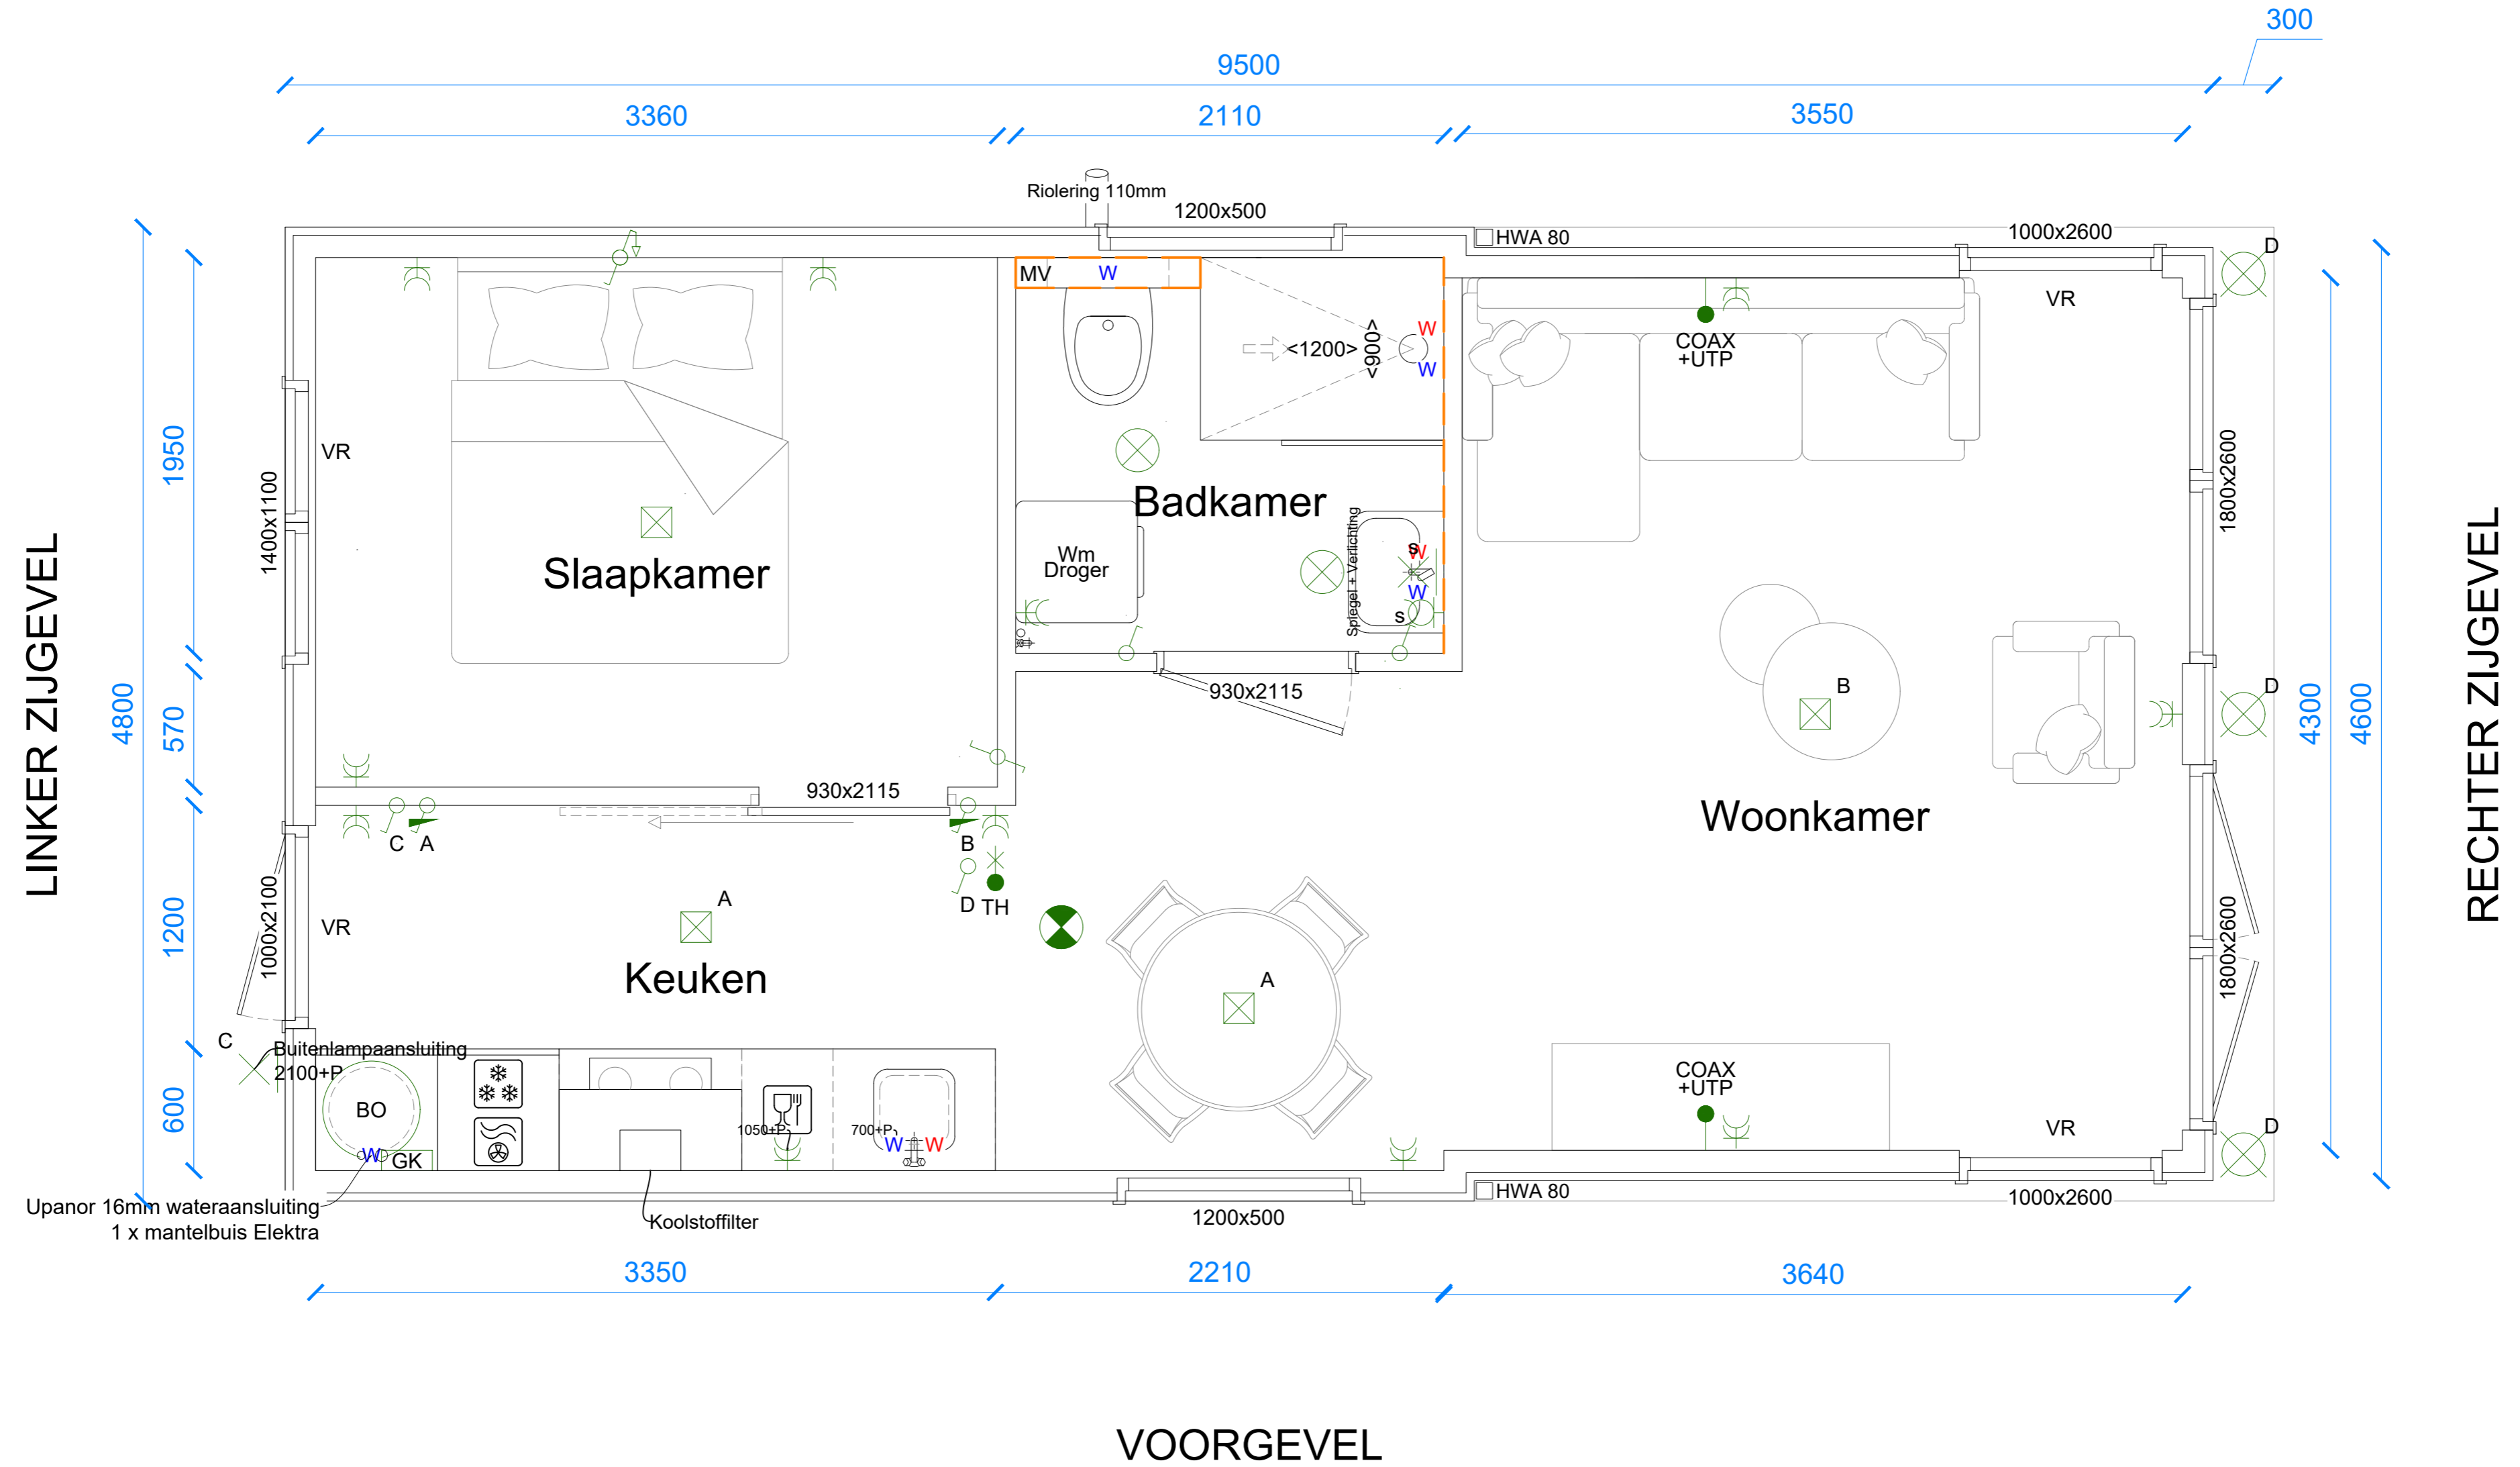 300
9500
3360
2110
3550
Riolering 110mm
1200x500
HWA 80
1000x2600
D
MV
W
VR
<1200>
<900>
W
W
COAX
+UTP
VR
1950
1400x1100
1800x2600
Badkamer
Slaapkamer
Wm
Droger
Spiegel + Verlichting
s
W
W
s
LINKER ZIJGEVEL
RECHTER ZIJGEVEL
4800
570
930x2115
B
D
4300
4600
930x2115
Woonkamer
C
A
B
D
TH
1200
1000x2100
VR
A
Keuken
A
1800x2600
C
Buitenlampaansluiting
2100+P
600
BO
W
GK
1050+P
700+P
W
W
COAX
+UTP
VR
D
Upanor 16mm wateraansluiting
1 x mantelbuis Elektra
Koolstoffilter
1200x500
HWA 80
1000x2600
3350
2210
3640
VOORGEVEL